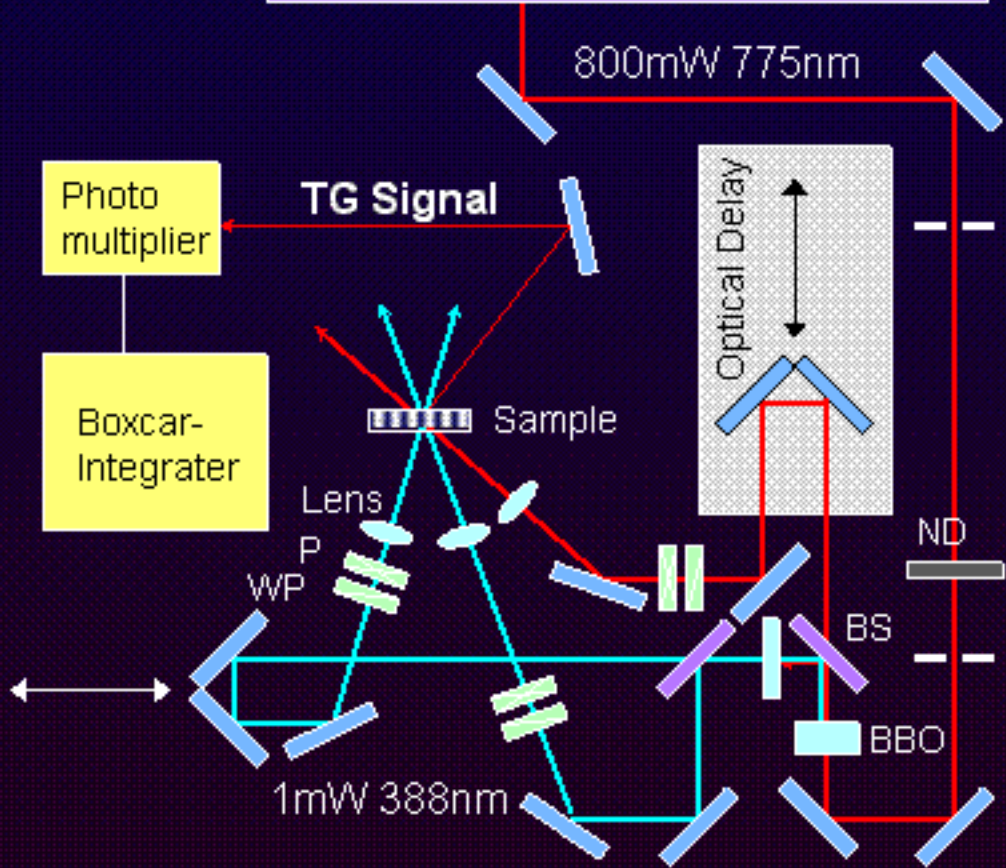 800mW 775nm
Photo
multiplier
TG Signal
Optical Delay
Boxcar-
Integrater
Sample
Lens
P
WP
ND
BS
BBO
1mW 388nm